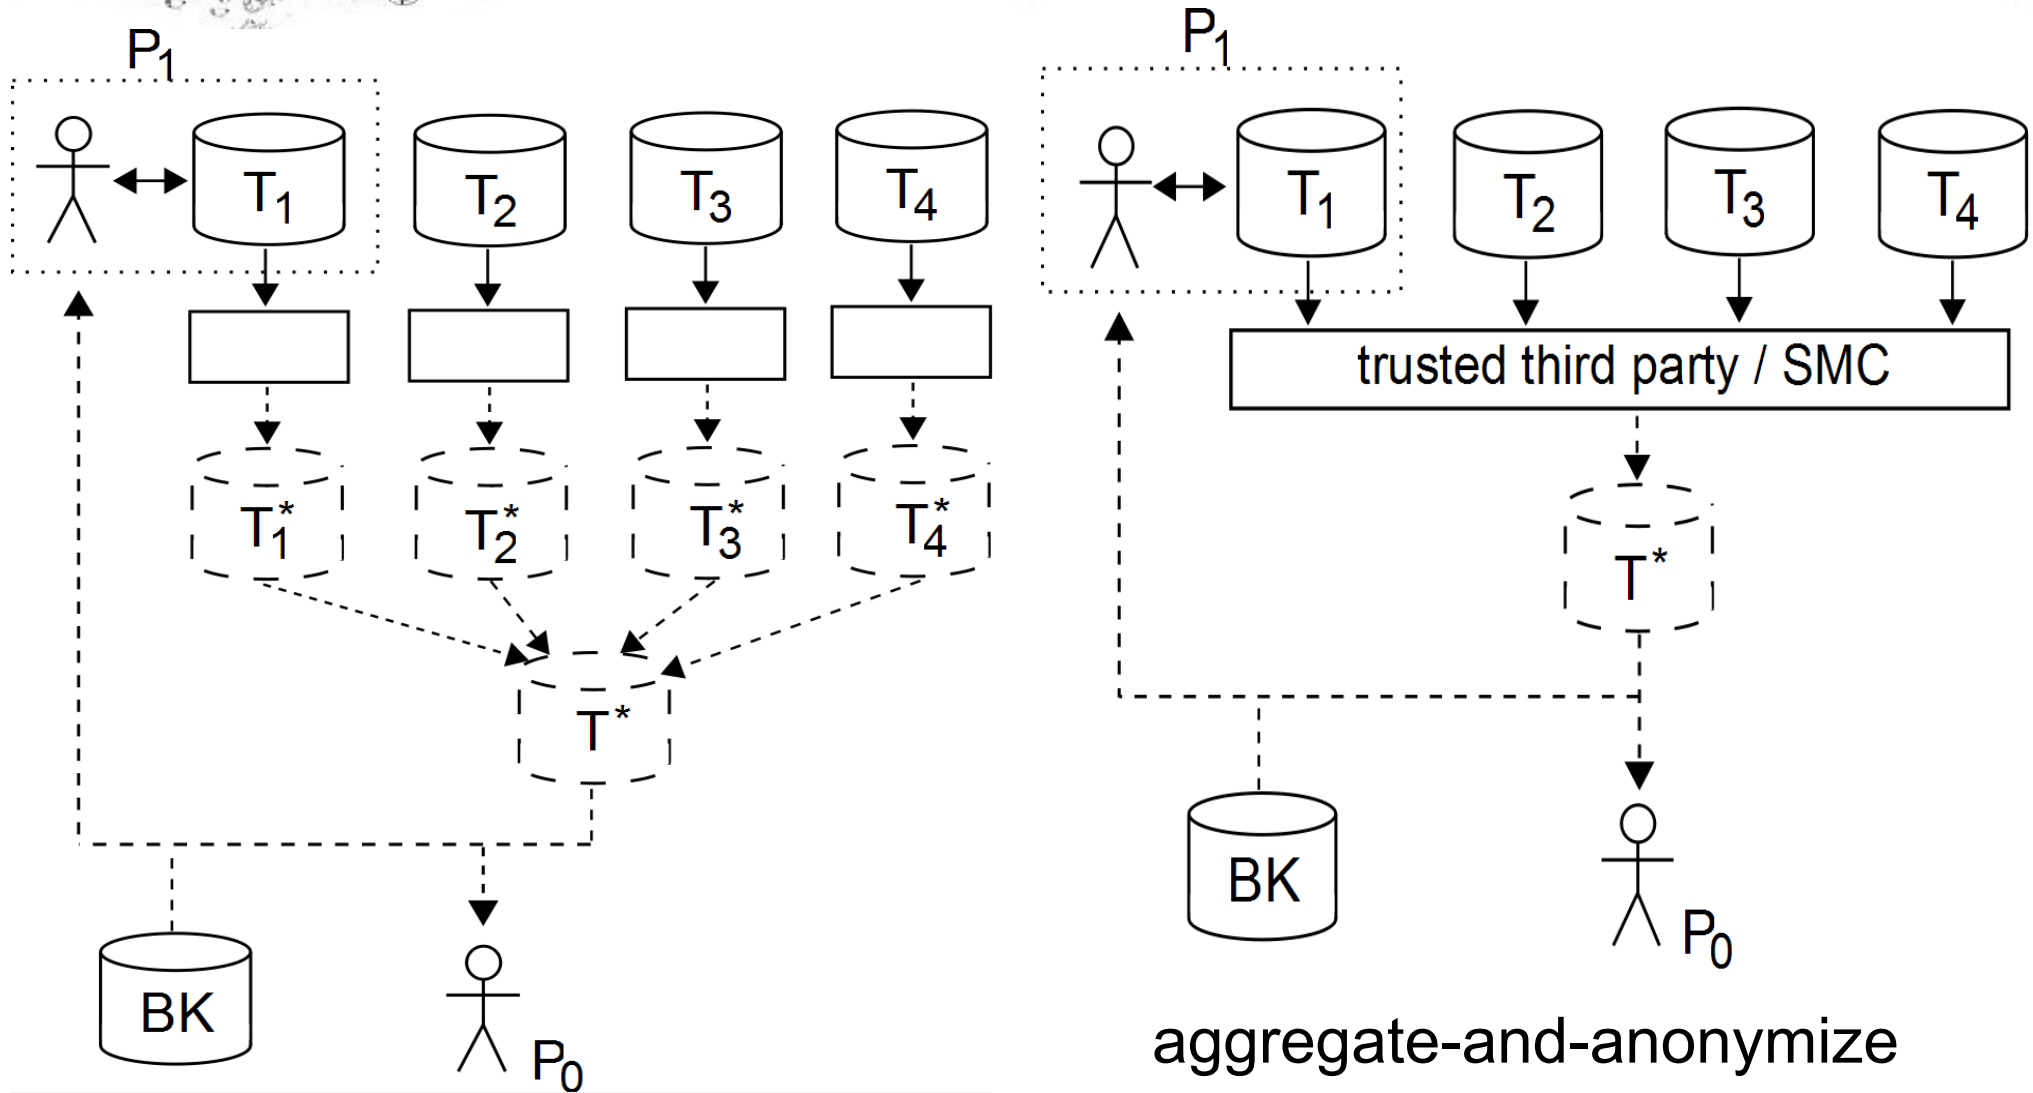 P1
T1 T2 T3 T4
T1* T2* T3* T4*
T*
BK
P0
P1
T1 T2 T3 T4
trusted third party / SMC
T*
BK
P0
aggregate-and-anonymize